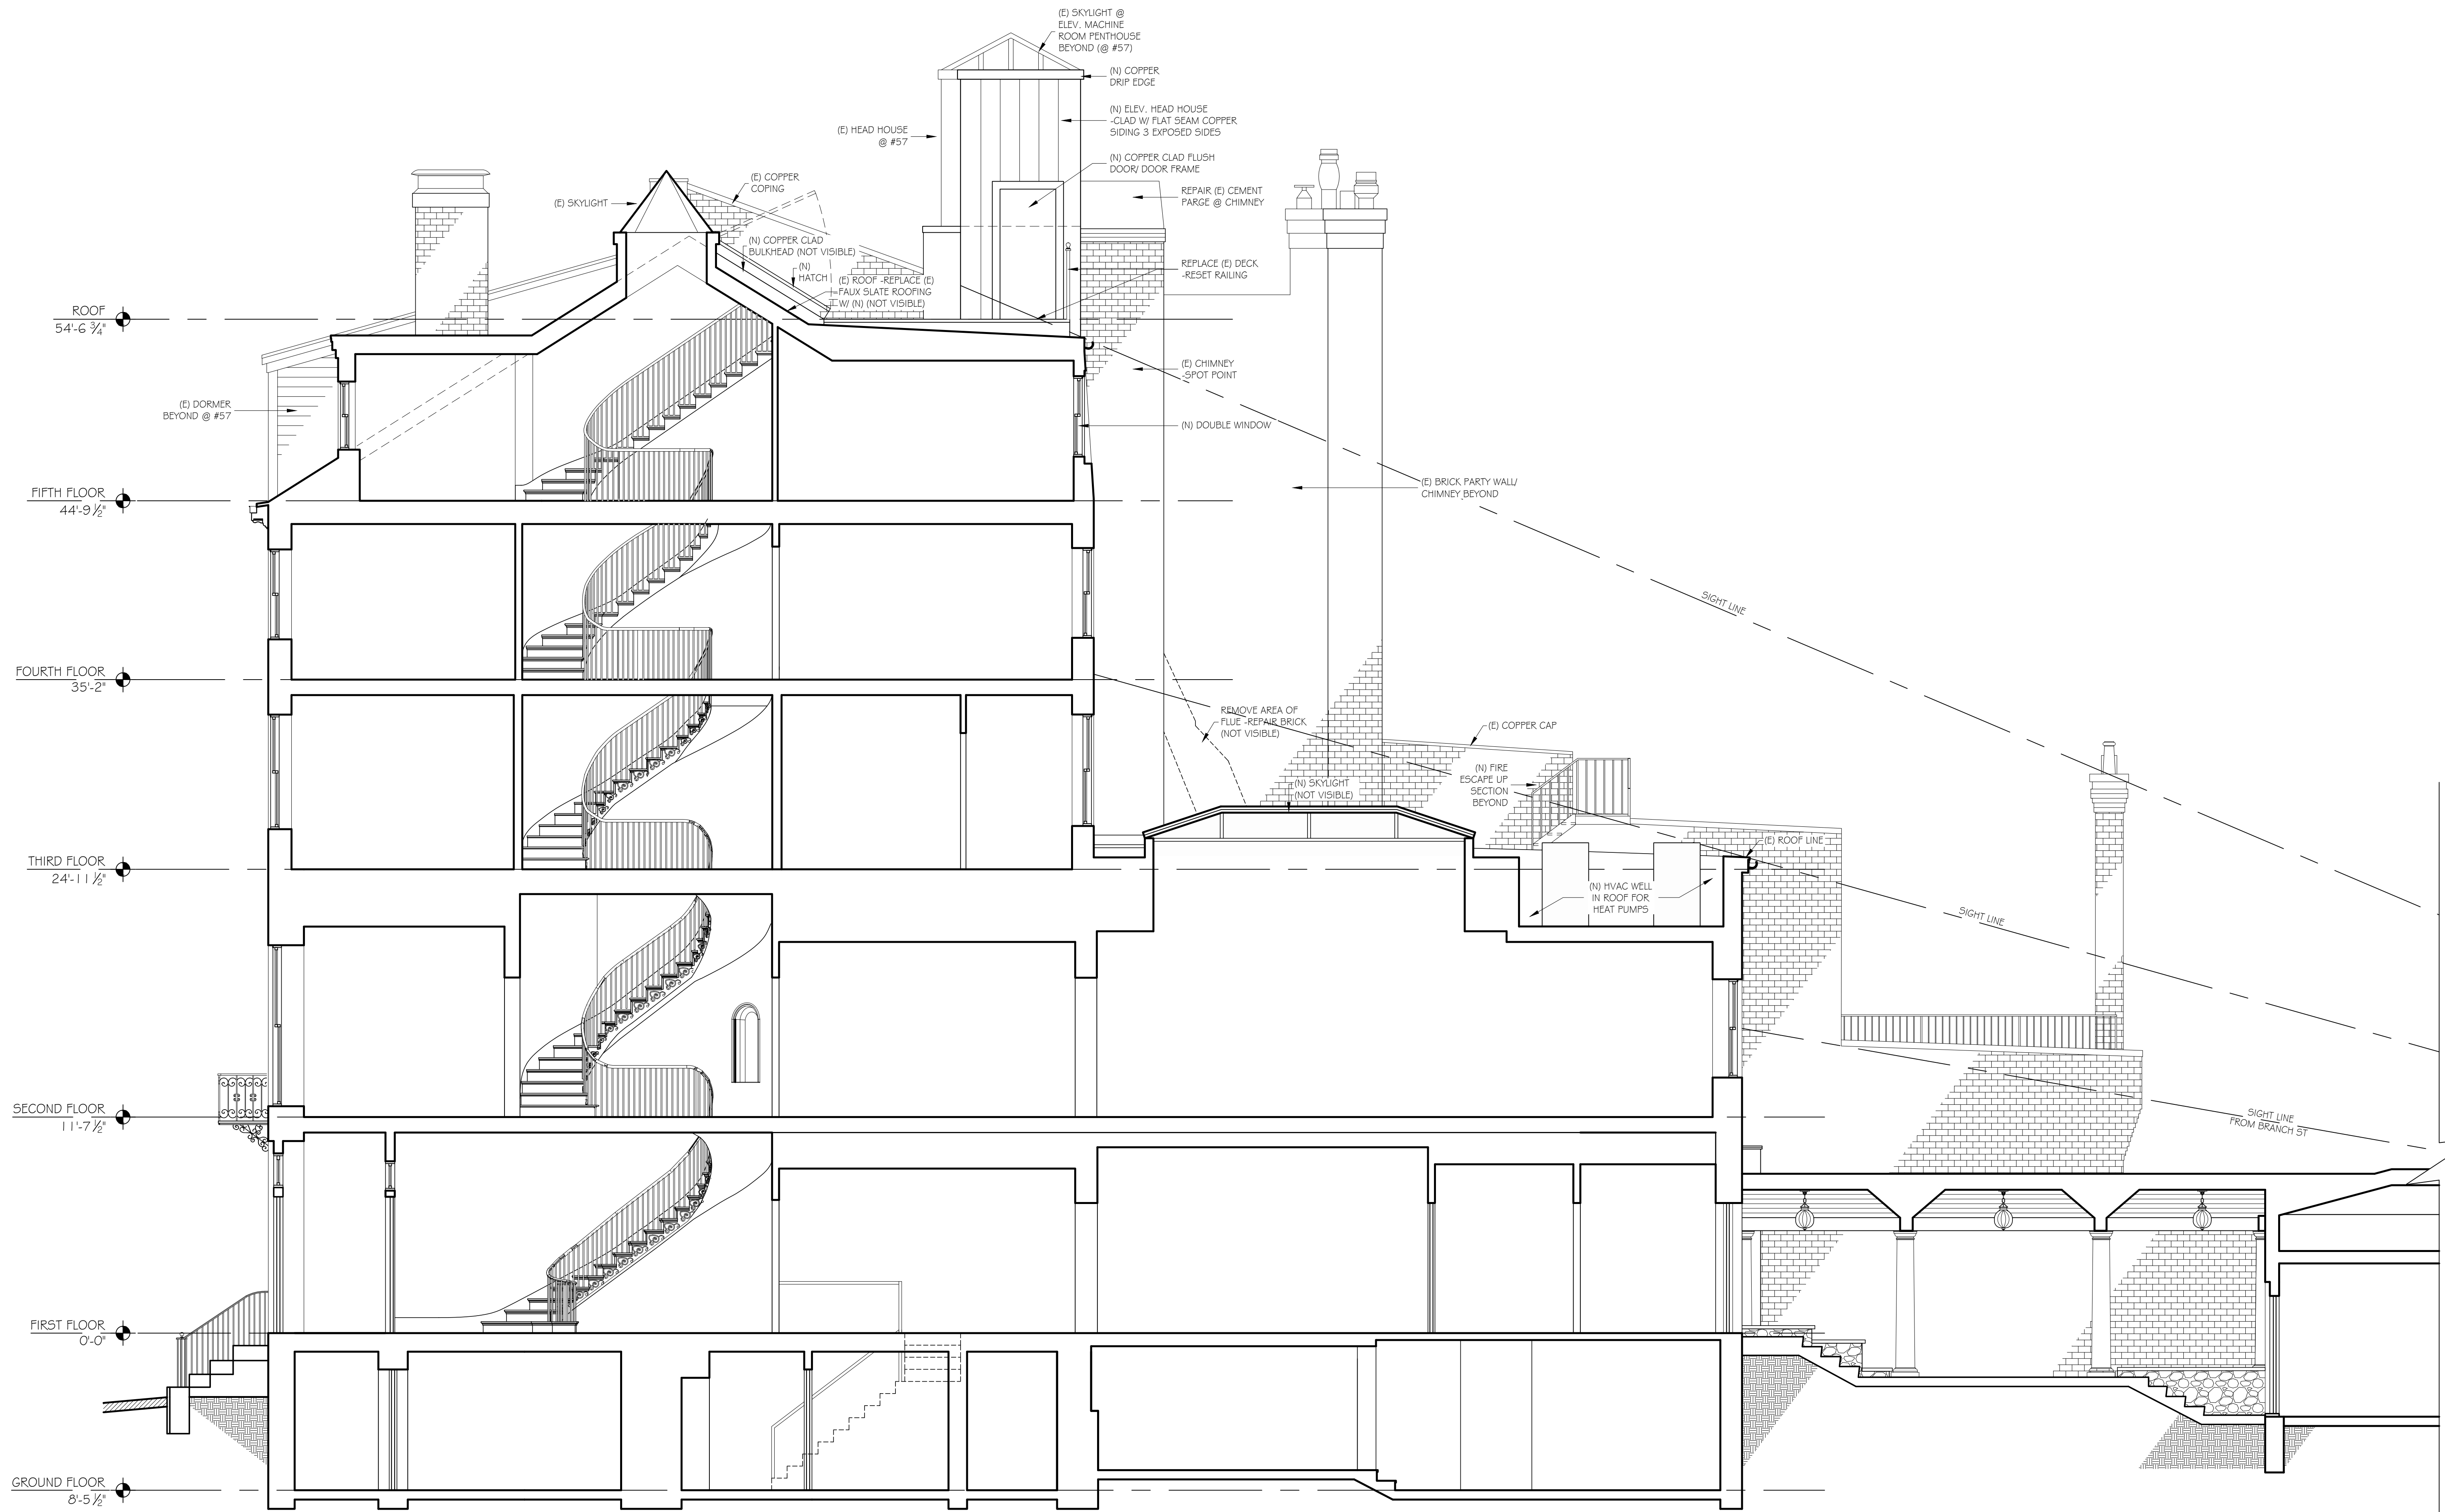 (E) SKYLIGHT @
ELEV. MACHINE
ROOM PENTHOUSE
BEYOND (@ #57)
(N) COPPER
DRIP EDGE
(N) ELEV. HEAD HOUSE
-CLAD W/ FLAT SEAM COPPER
SIDING 3 EXPOSED SIDES
(E) HEAD HOUSE
@ #57
(N) COPPER CLAD FLUSH
DOOR/ DOOR FRAME
(E) COPPER
COPING
REPAIR (E) CEMENT
PARGE @ CHIMNEY
(E) SKYLIGHT
(N) COPPER CLAD
BULKHEAD (NOT VISIBLE)
(N)
HATCH
(E) ROOF -REPLACE (E)
FAUX SLATE ROOFING
W/ (N) (NOT VISIBLE)
REPLACE (E) DECK
-RESET RAILING
ROOF
54'-6 3/4"
(E) CHIMNEY
-SPOT POINT
(E) DORMER
BEYOND @ #57
(N) DOUBLE WINDOW
(E) BRICK PARTY WALL/
CHIMNEY BEYOND
FIFTH FLOOR
44'-9 1/2"
SIGHT LINE
FOURTH FLOOR
35'-2"
REMOVE AREA OF
FLUE -REPAIR BRICK
(NOT VISIBLE)
(E) COPPER CAP
(N) FIRE
ESCAPE UP
SECTION
BEYOND
(N) SKYLIGHT
(NOT VISIBLE)
(E) ROOF LINE
THIRD FLOOR
24'-11 1/2"
(N) HVAC WELL
IN ROOF FOR
HEAT PUMPS
SIGHT LINE
SECOND FLOOR
11'-7 1/2"
SIGHT LINE
FROM BRANCH ST
FIRST FLOOR
0'-0"
GROUND FLOOR
8'-5 1/2"